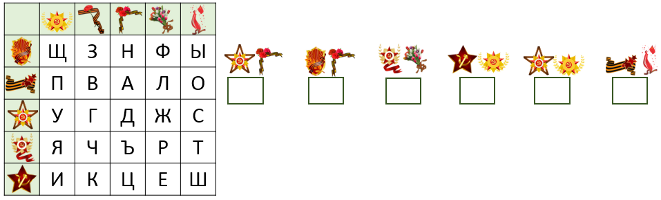 Щ З Н Ф Ы
П В А Л О
У Г Д Ж С
Я Ч Ъ Р Т
И К Ц Е Ш